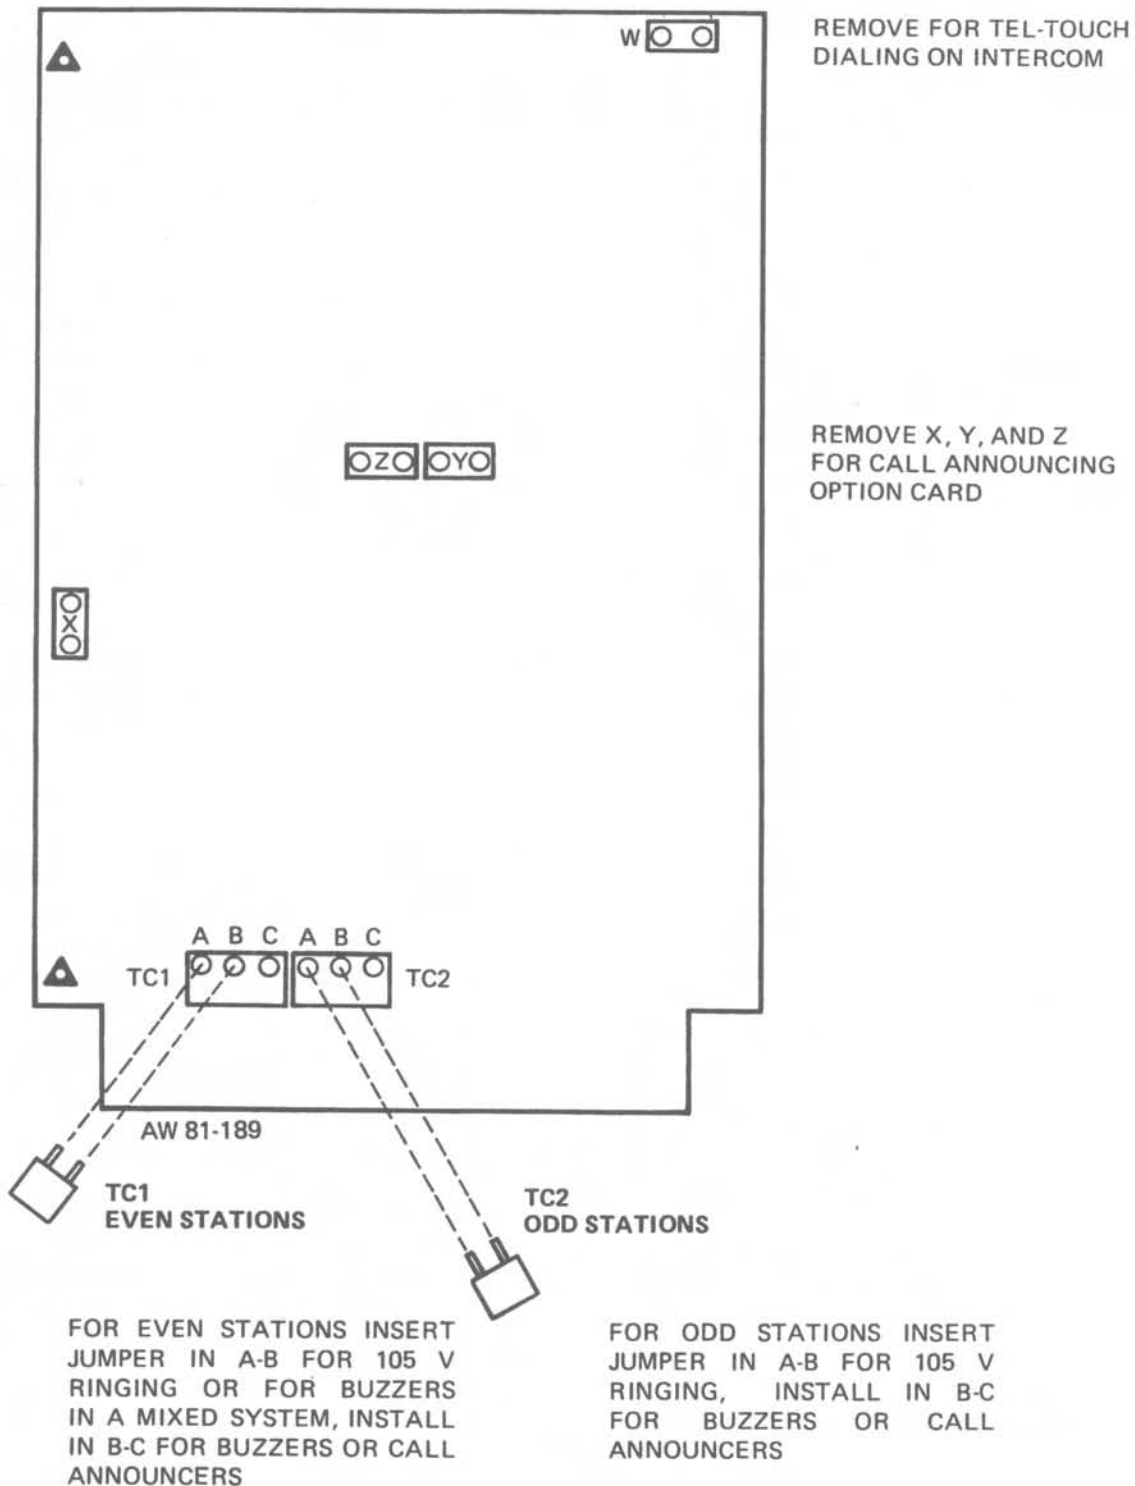 W
REMOVE FOR TEL-TOUCH
DIALING ON INTERCOM
Z Y
REMOVE X, Y, AND Z
FOR CALL ANNOUNCING
OPTION CARD
X
A B C A B C
TC1 TC2
AW 81-189
TC1
EVEN STATIONS
TC2
ODD STATIONS
FOR EVEN STATIONS INSERT
JUMPER IN A-B FOR 105 V
RINGING OR FOR BUZZERS
IN A MIXED SYSTEM, INSTALL
IN B-C FOR BUZZERS OR CALL
ANNOUNCERS
FOR ODD STATIONS INSERT
JUMPER IN A-B FOR 105 V
RINGING, INSTALL IN B-C
FOR BUZZERS OR CALL
ANNOUNCERS